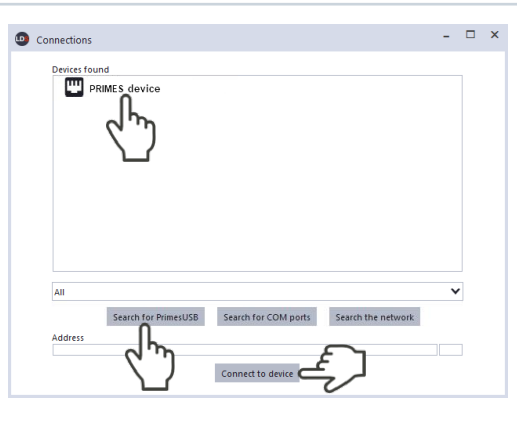 LDS Connections
Devices found
PRIMES device
All
Search for PrimesUSB Search for COM ports Search the network
Address
Connect to device